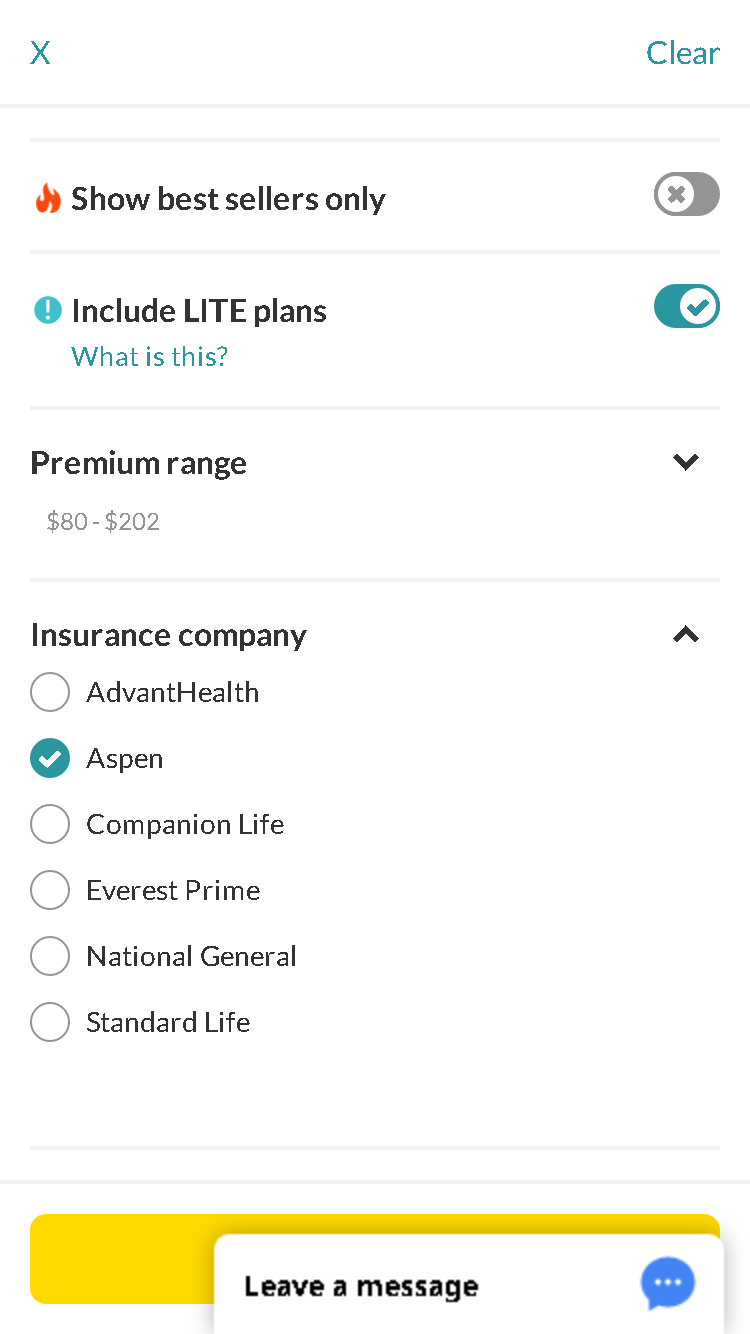 X
Clear
Show best sellers only
Include LITE plans
What is this?
Premium range
$80 - $202
Insurance company
AdvantHealth
Aspen
Companion Life
Everest Prime
National General
Standard Life
Leave a message